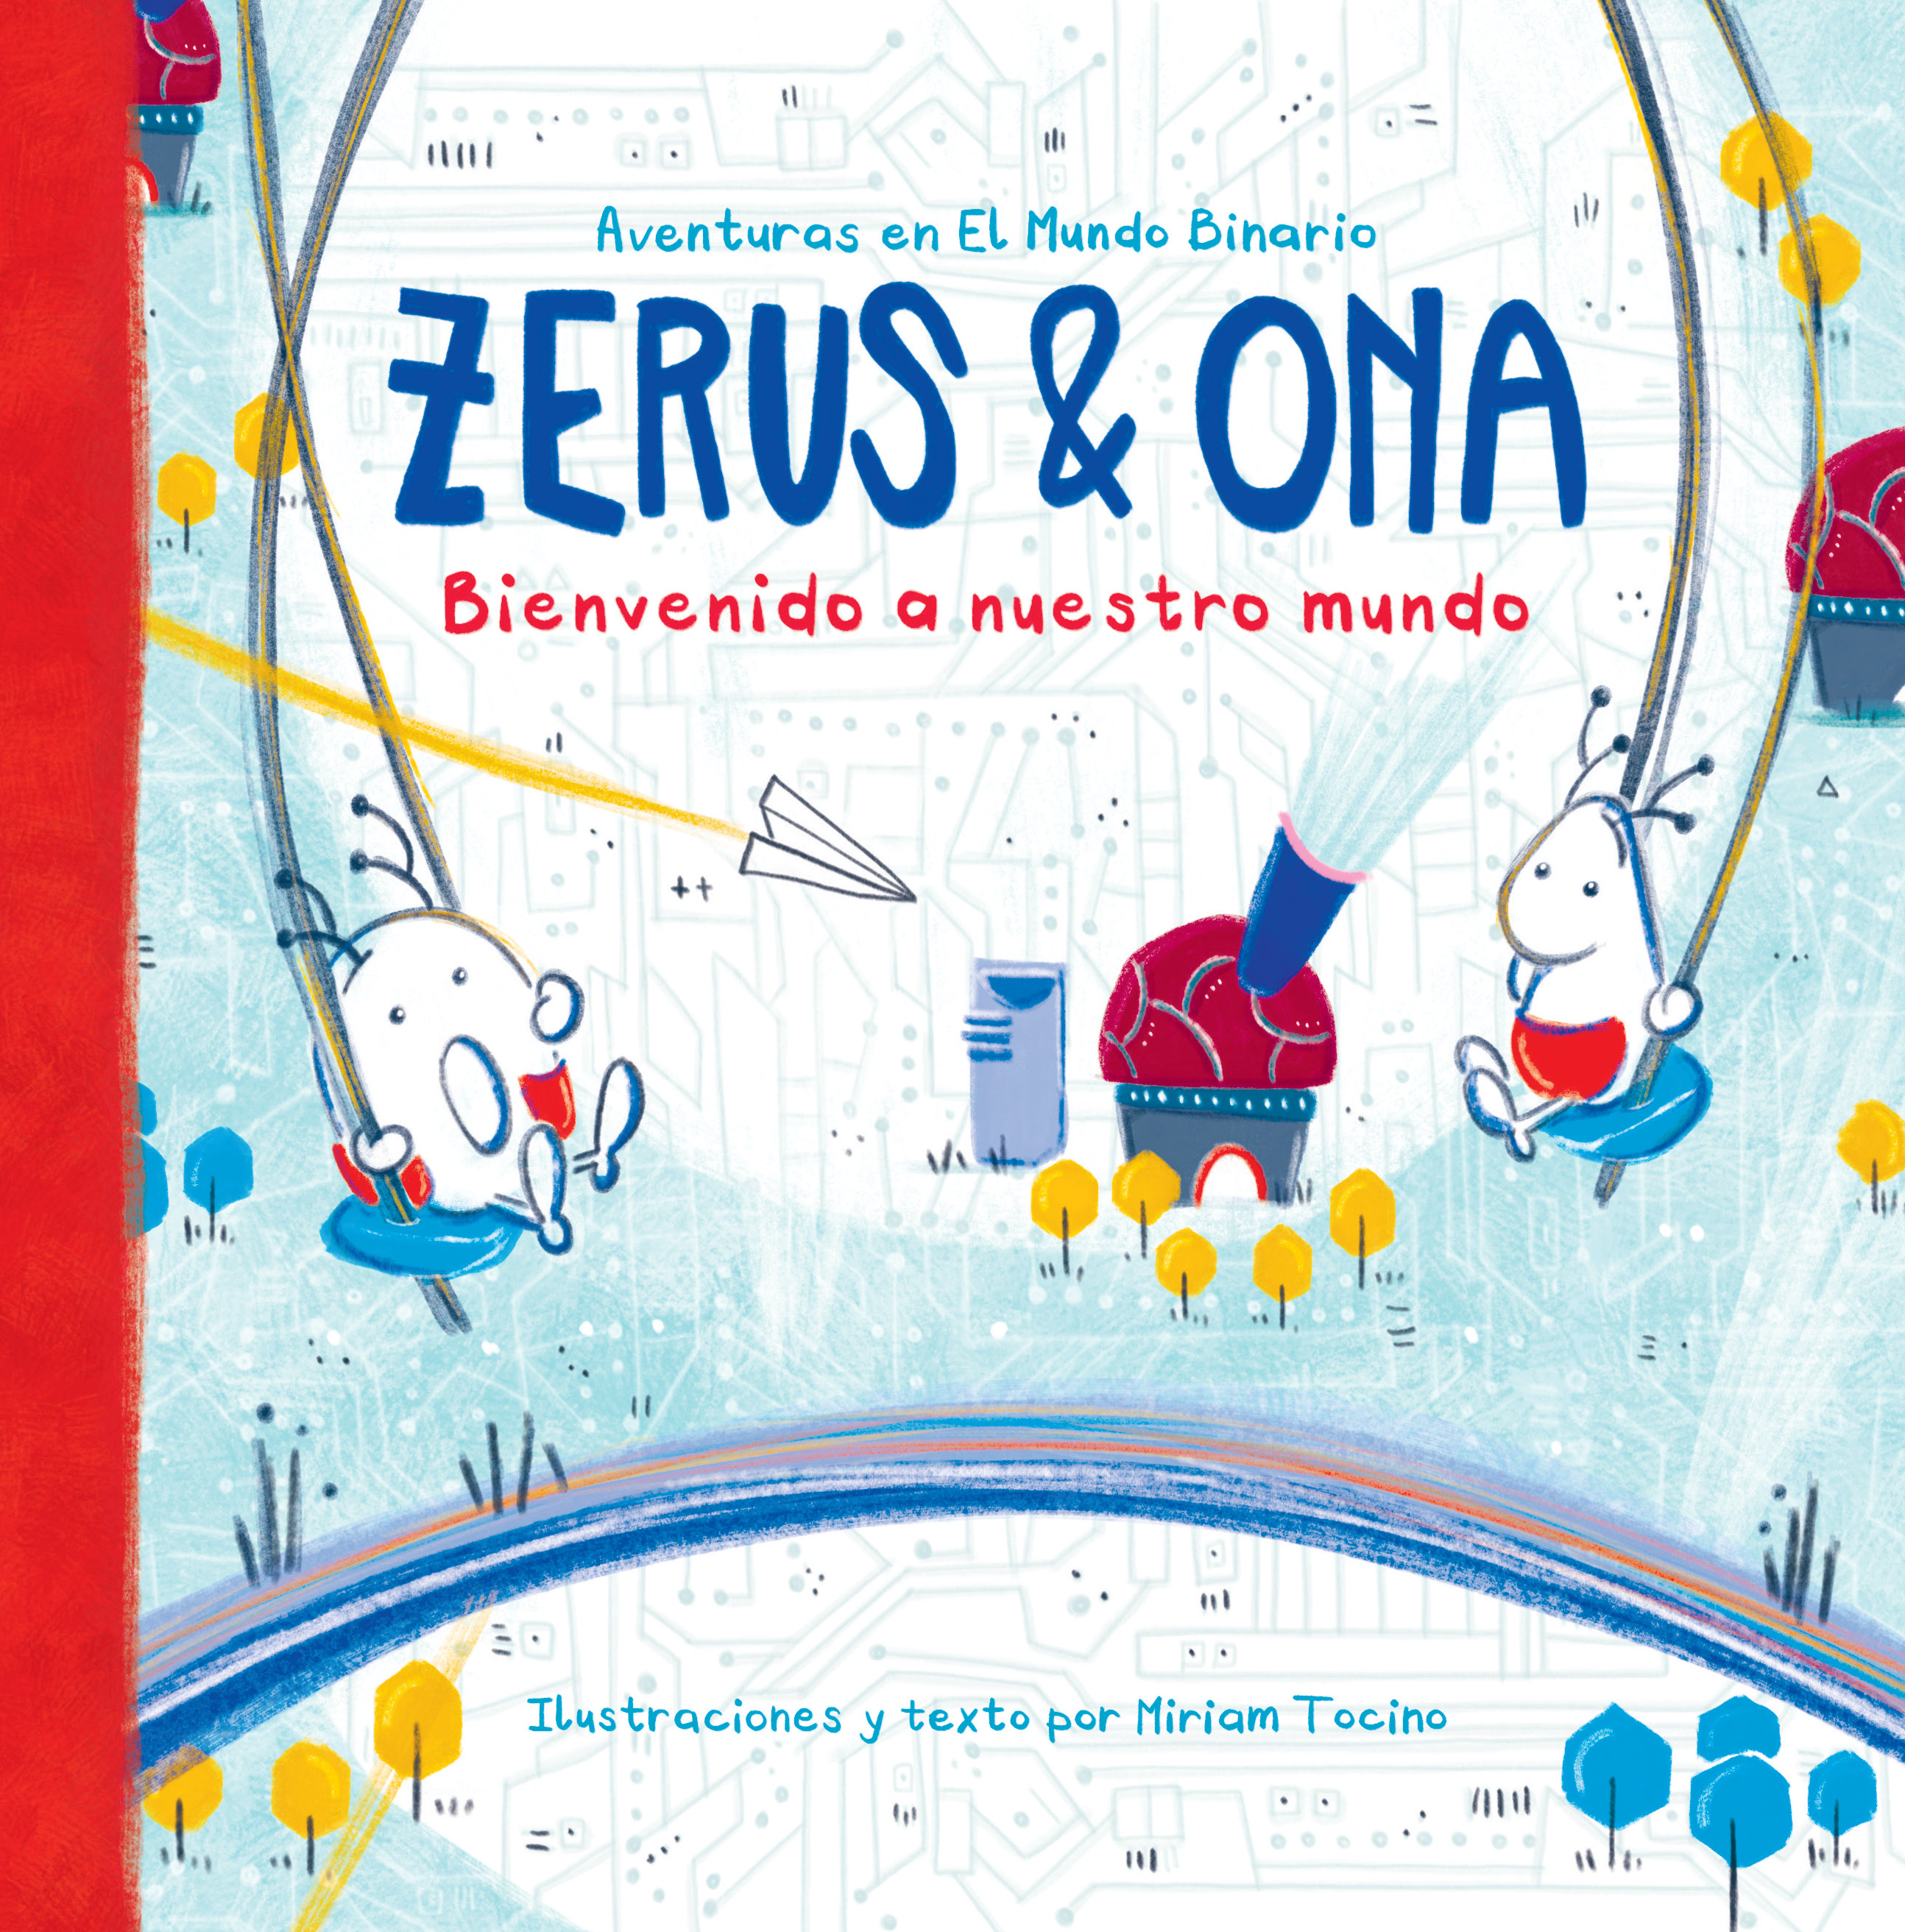 Aventuras en El Mundo Binario
ZERUS & ONA
Bienvenido a nuestro mundo
Ilustraciones y texto por Miriam Tocino